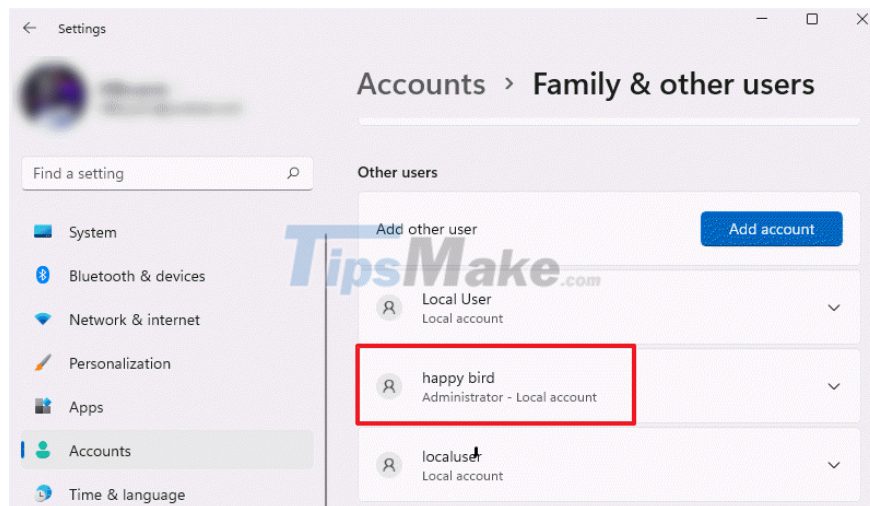 Settings
Accounts › Family & other users
Find a setting
Other users
System
Add other user
Add account
TipsMake.com
Bluetooth & devices
Local User
Local account
Network & internet
Personalization
happy bird
Administrator - Local account
Apps
Accounts
localuser
Local account
Time & language